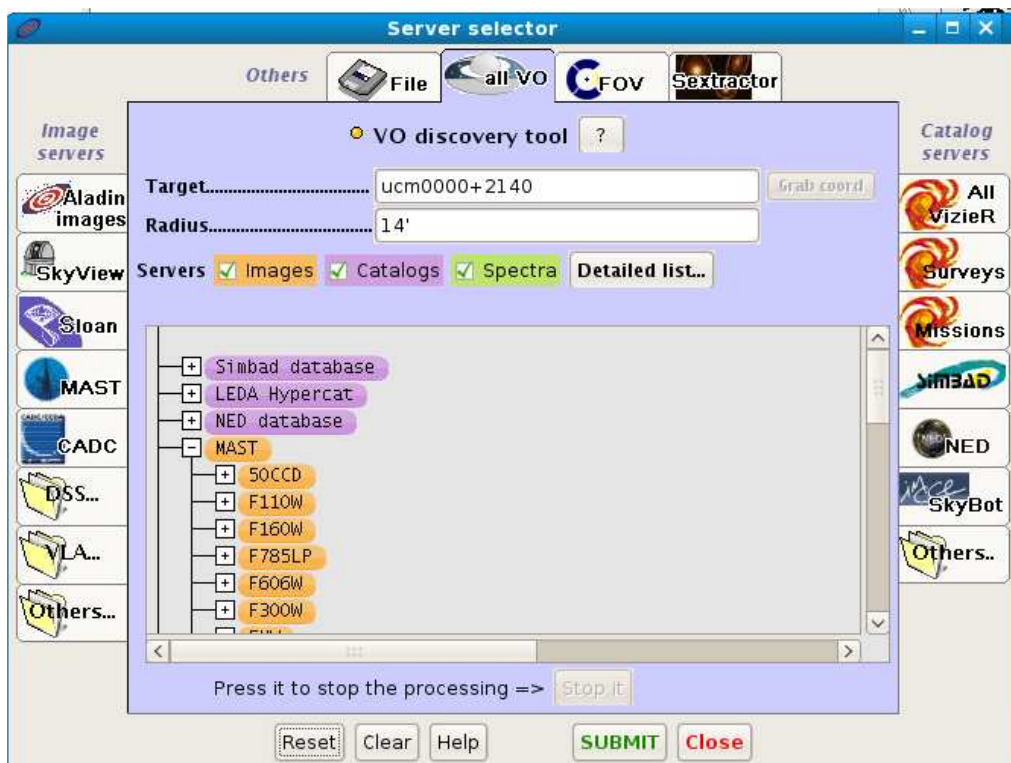 Server selector
Others
File
all VO
FOV
Sextractor
Image
servers
Aladin
images
SkyView
Sloan
MAST
CADC
DSS...
VLA...
Others...
VO discovery tool ?
Target................................. ucm0000+2140 Grab coord
Radius................................. 14'
Servers Images Catalogs Spectra Detailed list...
Simbad database
LEDA Hypercat
NED database
MAST
50CCD
F110W
F160W
F785LP
F606W
F300W
Press it to stop the processing => Stop it
Catalog
servers
All
VizieR
Surveys
Missions
SIMBAD
NED
SkyBot
Others..
Reset Clear Help SUBMIT Close